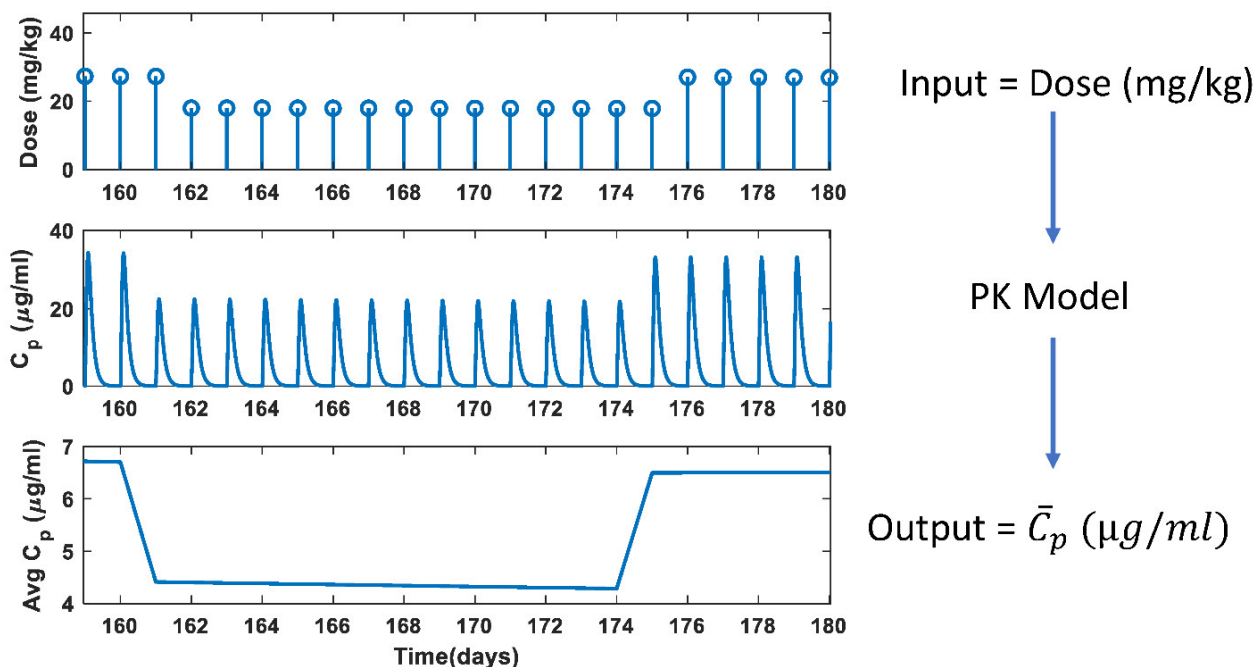 Dose (mg/kg)
40
20
0
160 162 164 166 168 170 172 174 176 178 180
C_p (μg/ml)
40
20
0
160 162 164 166 168 170 172 174 176 178 180
Avg C_p (μg/ml)
7
6
5
4
160 162 164 166 168 170 172 174 176 178 180
Time(days)
Input = Dose (mg/kg)
PK Model
Output = C̄_p (μg/ml)